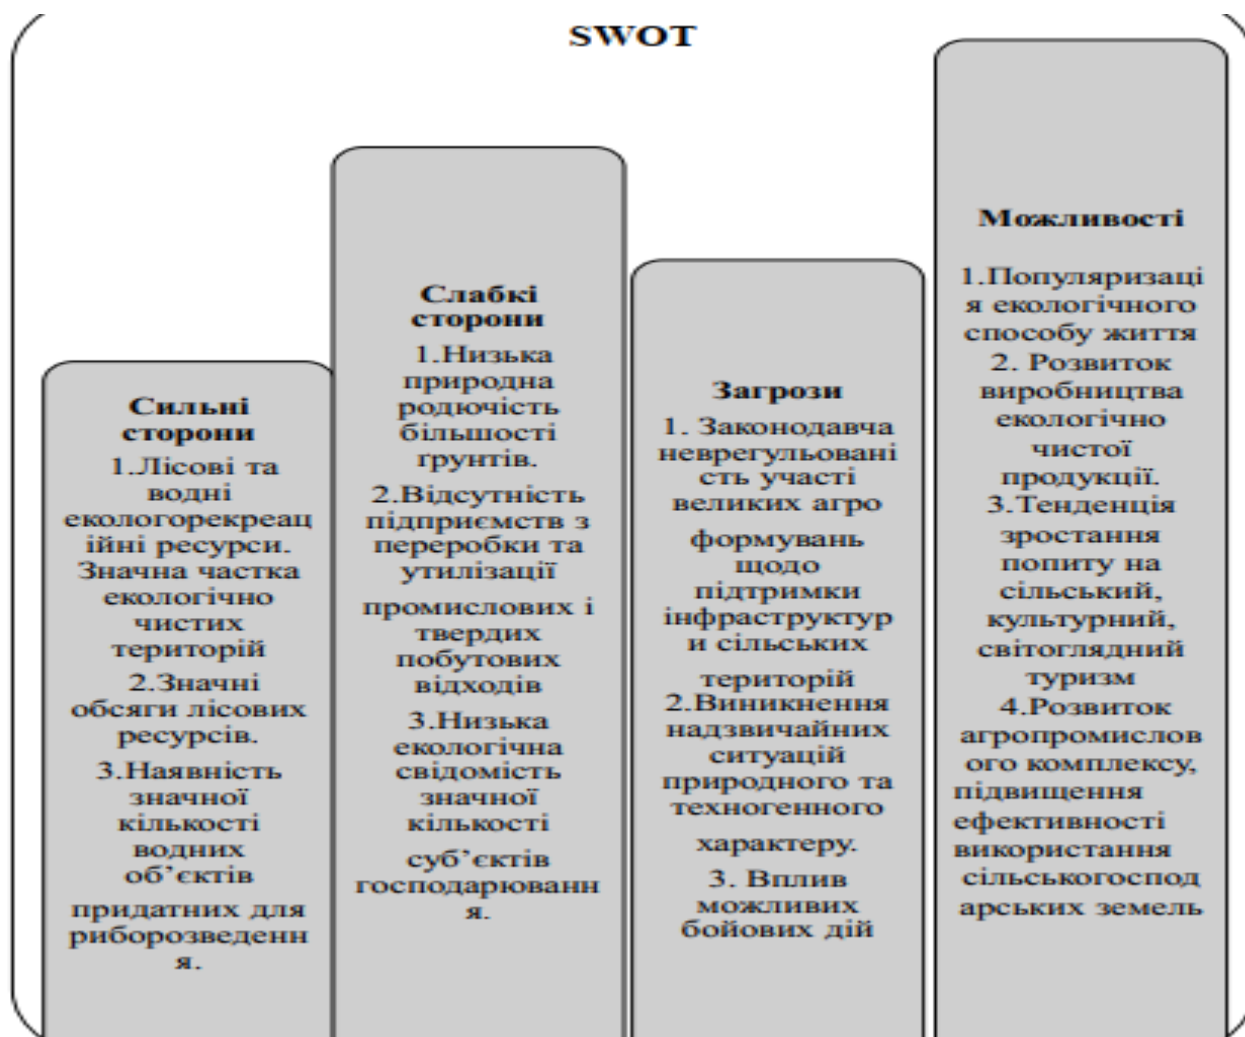 SWOT
Сильні
сторони
1.Лісові та
водні
екологорекреац
ійні ресурси.
Значна частка
екологічно
чистих
територій
2.Значні
обсяги лісових
ресурсів.
3.Наявність
значної
кількості
водних
об’єктів
придатних для
риборозведенн
я.
Слабкі
сторони
1.Низька
природна
родючість
більшості
ґрунтів.
2.Відсутність
підприємств з
переробки та
утилізації
промислових і
твердих
побутових
відходів
3.Низька
екологічна
свідомість
значної
кількості
суб’єктів
господарюванн
я.
Загрози
1. Законодавча
неврегульовані
сть участі
великих агро
формувань
щодо
підтримки
інфраструктур
и сільських
територій
2.Виникнення
надзвичайних
ситуацій
природного та
техногенного
характеру.
3. Вплив
можливих
бойових дій
Можливості
1.Популяризаці
я екологічного
способу життя
2. Розвиток
виробництва
екологічно
чистої
продукції.
3.Тенденція
зростання
попиту на
сільський,
культурний,
світоглядний
туризм
4.Розвиток
агропромислов
ого комплексу,
підвищення
ефективності
використання
сільськогоспод
арських земель